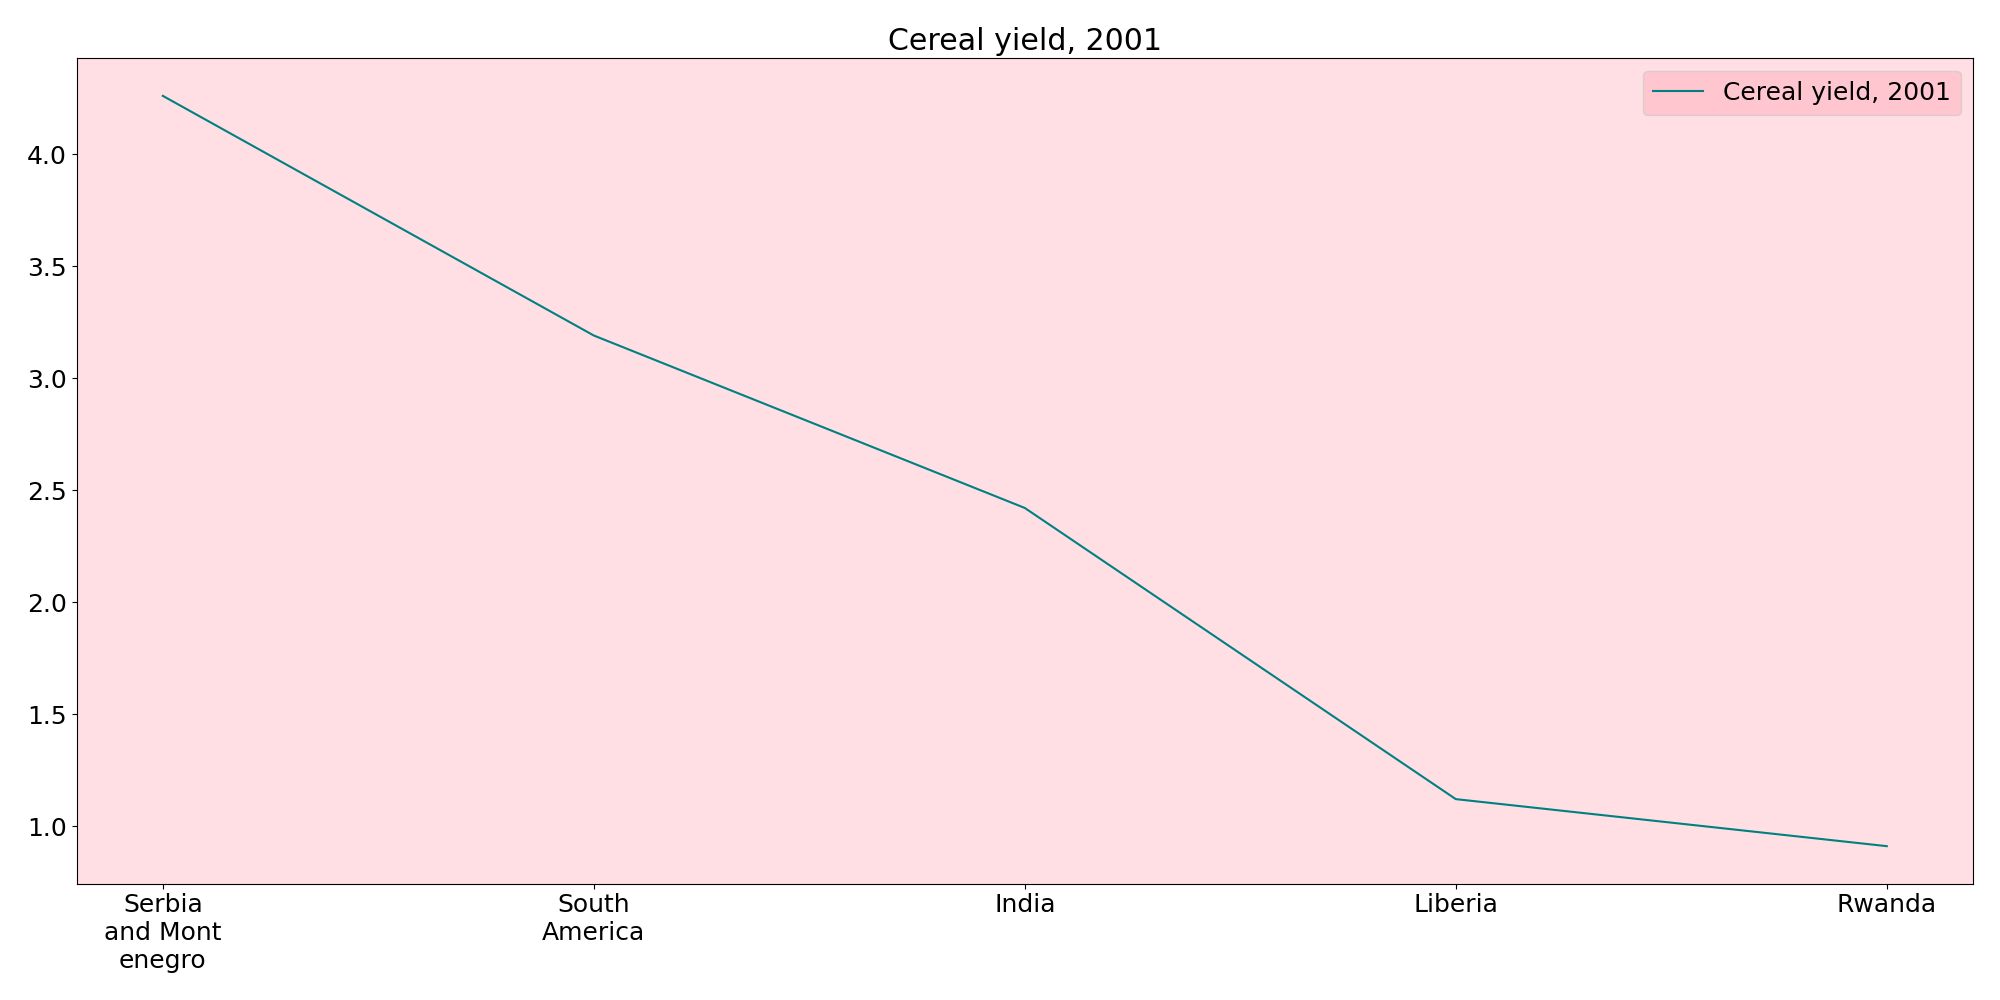 Cereal yield, 2001
Cereal yield, 2001
4.0
3.5
3.0
2.5
2.0
1.5
1.0
Serbia
and Mont
enegro
South
America
India
Liberia
Rwanda